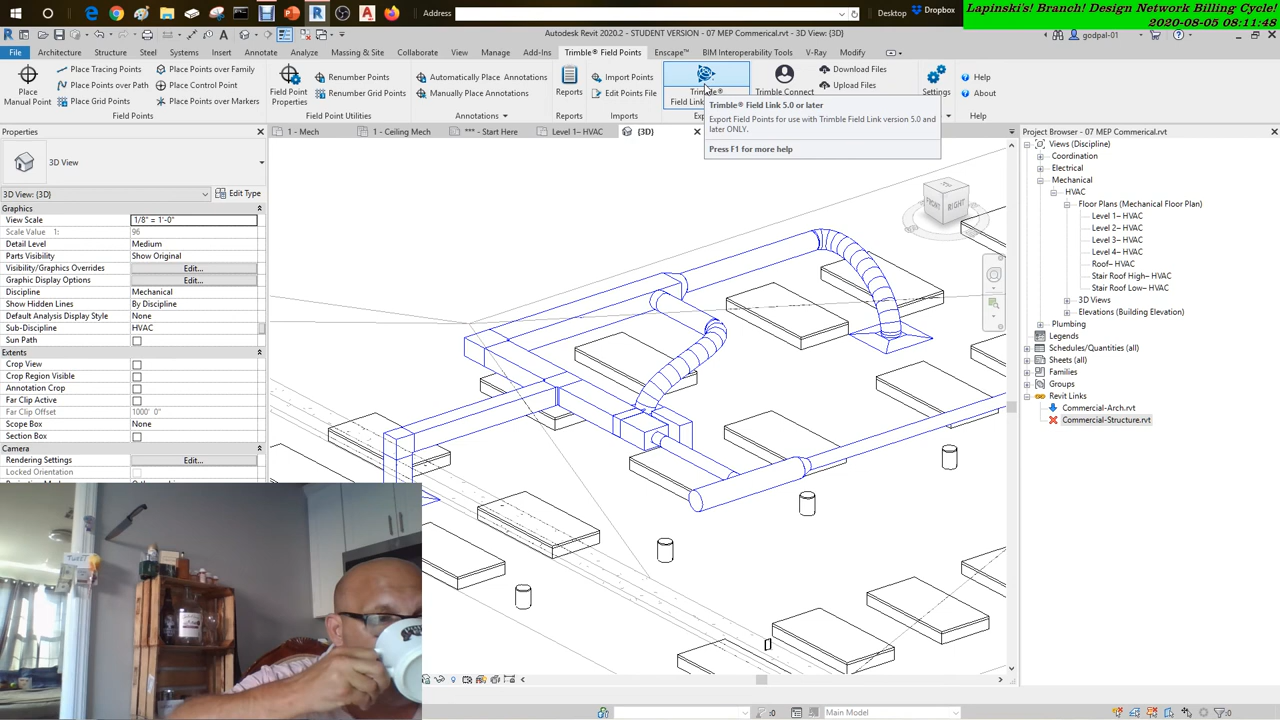 Address
Desktop
Dropbox
Lapinski's! Branch! Design Network Billing Cycle!
2020-08-05 08:11:48
Autodesk Revit 2020.2 - STUDENT VERSION - 07 MEP Commerical.rvt - 3D View: {3D}
godpal-01
File
Architecture
Structure
Steel
Systems
Insert
Annotate
Analyze
Massing & Site
Collaborate
View
Manage
Add-Ins
Trimble® Field Points
Enscape™
BIM Interoperability Tools
V-Ray
Modify
Manual Point
Place Tracing Points
Place Column Points
Place Grid Points
Place Points over Family
Place Control Point
Place Points over Markers
Field Points
Field Point Properties
Renumber Points
Renumber Grid Points
Field Point Utilities
Automatically Place Annotations
Manually Place Annotations
Annotations
Reports
Reports
Import Points
Edit Points File
Imports
Trimble®
Field Link
Trimble Connect
Download Files
Upload Files
Settings
Help
About
Help
Trimble® Field Link 5.0 or later
Export Field Points for use with Trimble Field Link version 5.0 and
later ONLY.
Press F1 for more help
Properties
1 - Mech
1 - Ceiling Mech
*** - Start Here
Level 1– HVAC
{3D}
3D View
3D View: {3D}
Edit Type
Graphics
View Scale 1/8" = 1'-0"
Scale Value 1: 96
Detail Level Medium
Parts Visibility Show Original
Visibility/Graphics Overrides Edit...
Graphic Display Options Edit...
Discipline Mechanical
Show Hidden Lines By Discipline
Default Analysis Display Style None
Sub-Discipline HVAC
Sun Path
Extents
Crop View
Crop Region Visible
Annotation Crop
Far Clip Active
Far Clip Offset 1000' 0"
Scope Box None
Section Box
Camera
Rendering Settings Edit...
Locked Orientation
FRONT
RIGHT
Project Browser - 07 MEP Commerical.rvt
Views (Discipline)
Coordination
Electrical
Mechanical
HVAC
Floor Plans (Mechanical Floor Plan)
Level 1– HVAC
Level 2– HVAC
Level 3– HVAC
Level 4– HVAC
Roof– HVAC
Stair Roof High– HVAC
Stair Roof Low– HVAC
3D Views
Elevations (Building Elevation)
Plumbing
Legends
Schedules/Quantities (all)
Sheets (all)
Families
Groups
Revit Links
Commercial-Arch.rvt
Commercial-Structure.rvt
:0
Main Model
:0